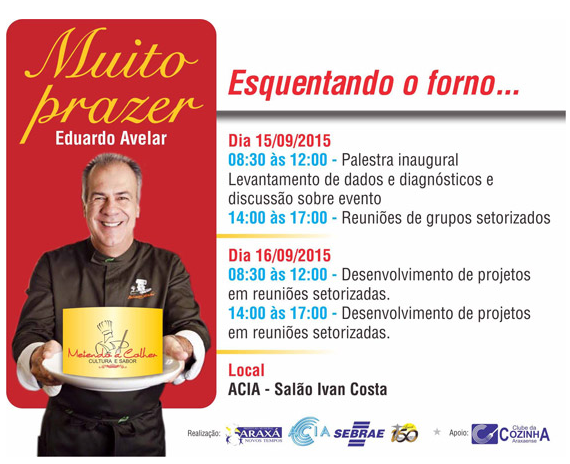 Muito
prazer
Eduardo Avelar
Metendo a Colher
CULTURA E SABOR
Esquentando o forno...
Dia 15/09/2015
08:30 às 12:00 - Palestra inaugural
Levantamento de dados e diagnósticos e
discussão sobre evento
14:00 às 17:00 - Reuniões de grupos setorizados
Dia 16/09/2015
08:30 às 12:00 - Desenvolvimento de projetos
em reuniões setorizadas.
14:00 às 17:00 - Desenvolvimento de projetos
em reuniões setorizadas.
Local
ACIA - Salão Ivan Costa
Realização:
ARAXÁ
NOVOS TEMPOS
ACIA
SEBRAE
150
Apoio:
Clube da
COZINHA
Araxaense